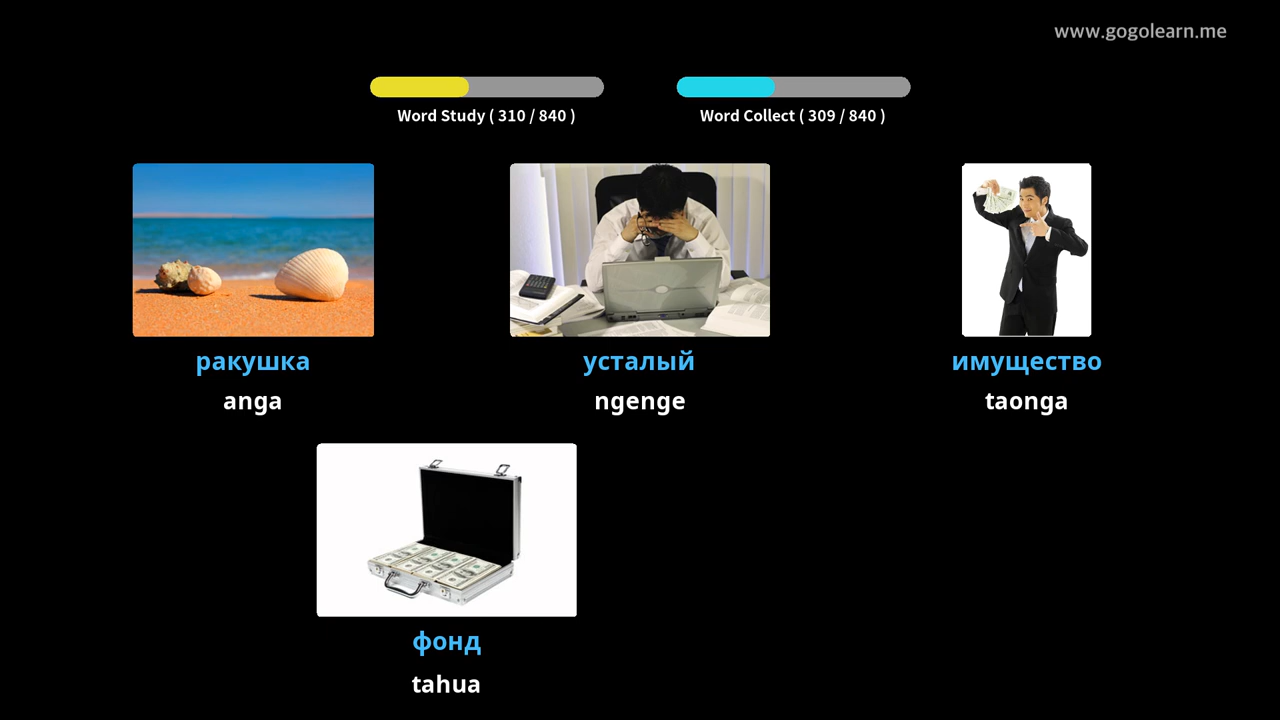 www.gogolearn.me
Word Study ( 310 / 840 )
Word Collect ( 309 / 840 )
ракушка
anga
усталый
ngenge
имущество
taonga
фонд
tahua